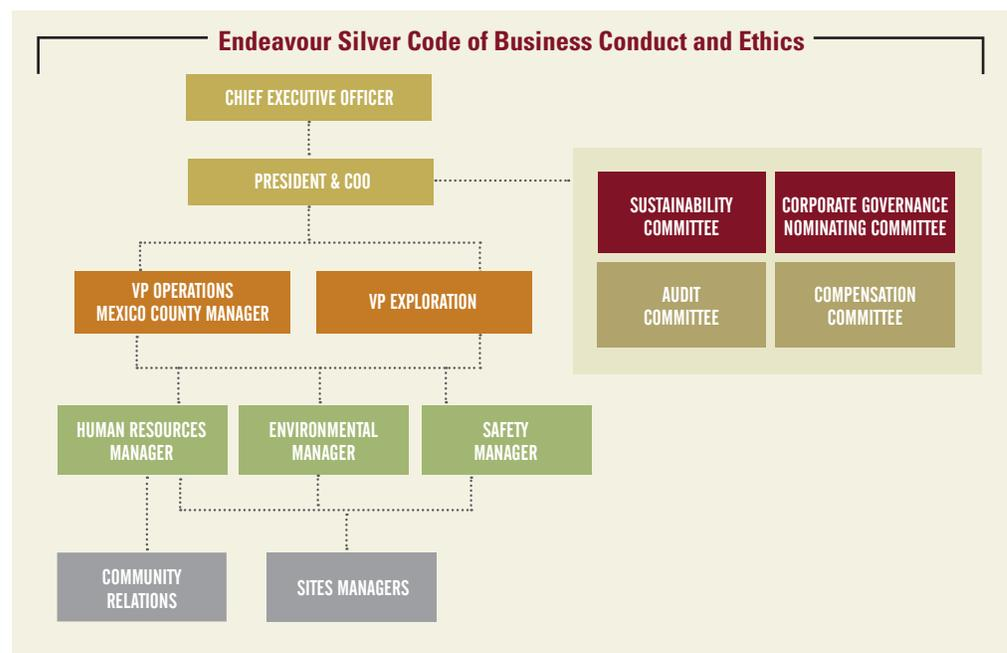 Endeavour Silver Code of Business Conduct and Ethics
CHIEF EXECUTIVE OFFICER
PRESIDENT & COO
SUSTAINABILITY
COMMITTEE
CORPORATE GOVERNANCE
NOMINATING COMMITTEE
AUDIT
COMMITTEE
COMPENSATION
COMMITTEE
VP OPERATIONS
MEXICO COUNTY MANAGER
VP EXPLORATION
HUMAN RESOURCES
MANAGER
ENVIRONMENTAL
MANAGER
SAFETY
MANAGER
COMMUNITY
RELATIONS
SITES MANAGERS